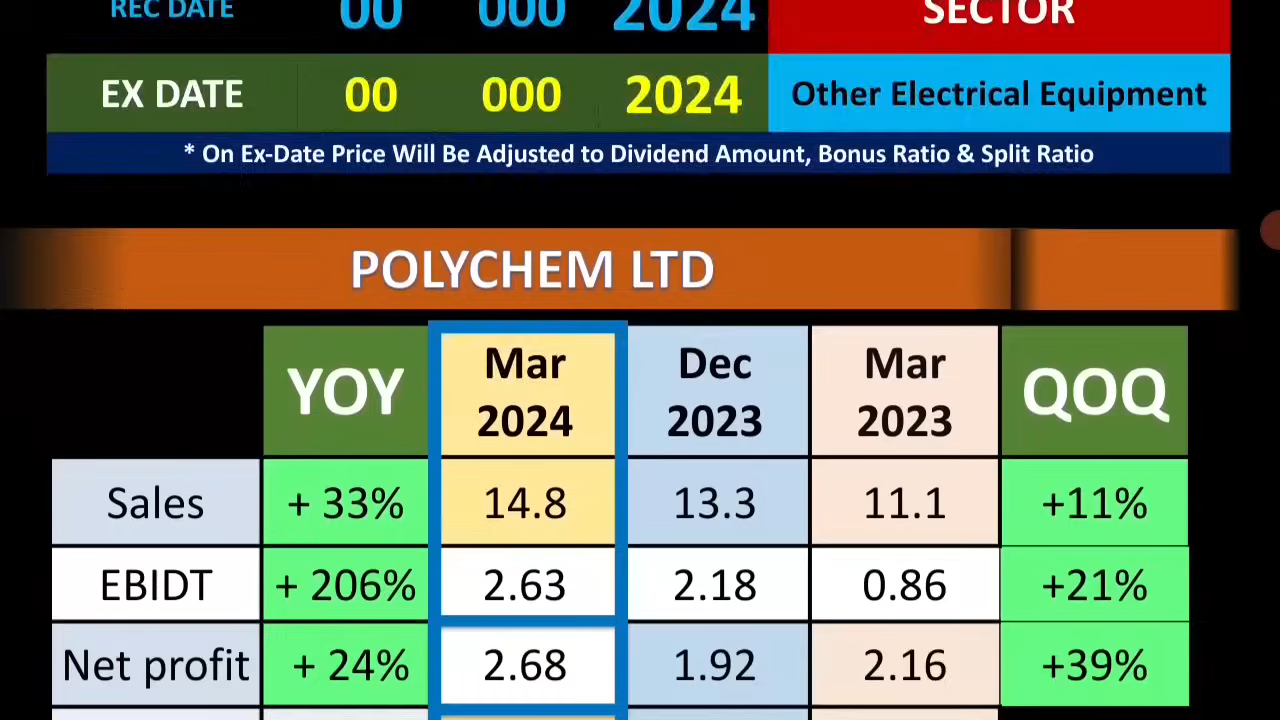 REC DATE 00 000 2024 SECTOR
EX DATE 00 000 2024 Other Electrical Equipment
* On Ex-Date Price Will Be Adjusted to Dividend Amount, Bonus Ratio & Split Ratio
POLYCHEM LTD
YOY Mar 2024 Dec 2023 Mar 2023 QOQ
Sales + 33% 14.8 13.3 11.1 +11%
EBIDT + 206% 2.63 2.18 0.86 +21%
Net profit + 24% 2.68 1.92 2.16 +39%